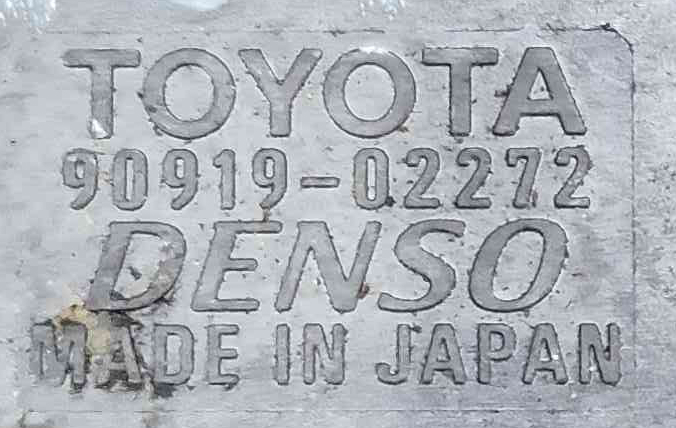 TOYOTA
90919-02272
DENSO
MADE IN JAPAN